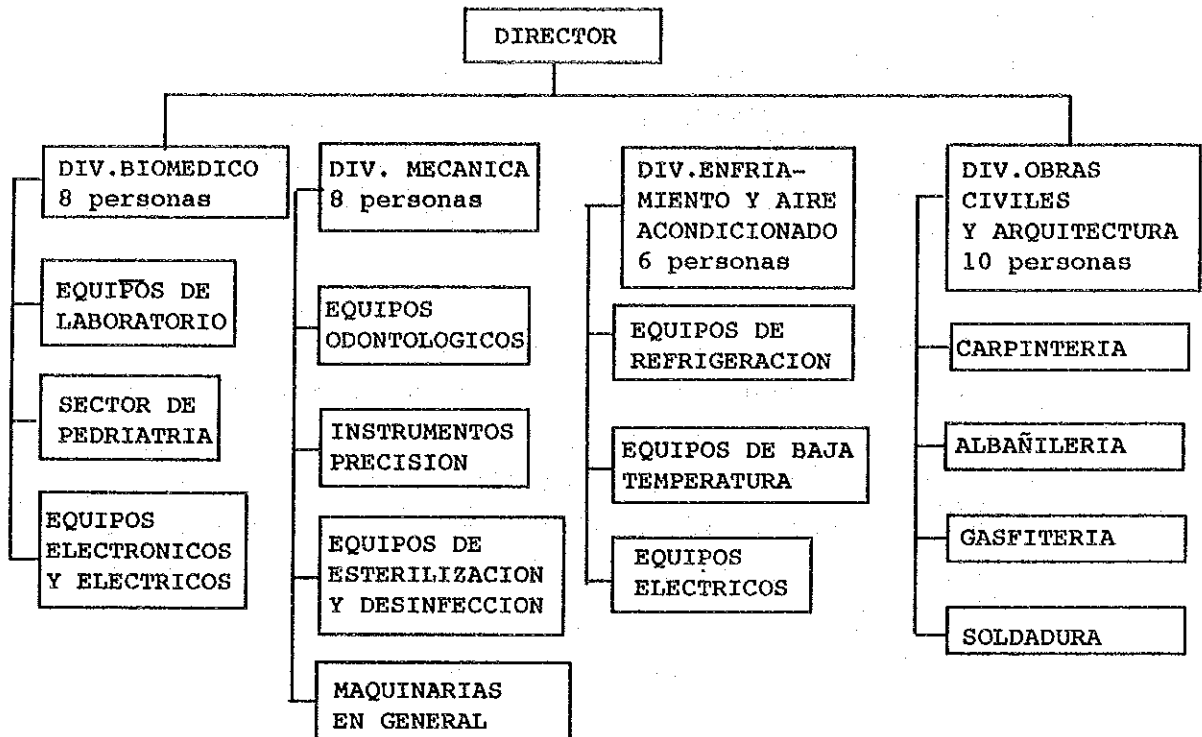 DIRECTOR
DIV.BIOMEDICO
8 personas
EQUIPOS DE
LABORATORIO
SECTOR DE
PEDRIATRIA
EQUIPOS
ELECTRONICOS
Y ELECTRICOS
DIV. MECANICA
8 personas
EQUIPOS
ODONTOLOGICOS
INSTRUMENTOS
PRECISION
EQUIPOS DE
ESTERILIZACION
Y DESINFECCION
MAQUINARIAS
EN GENERAL
DIV.ENFRIA-
MIENTO Y AIRE
ACONDICIONADO
6 personas
EQUIPOS DE
REFRIGERACION
EQUIPOS DE BAJA
TEMPERATURA
EQUIPOS
ELECTRICOS
DIV.OBRAS
CIVILES
Y ARQUITECTURA
10 personas
CARPINTERIA
ALBAÑILERIA
GASFITERIA
SOLDADURA